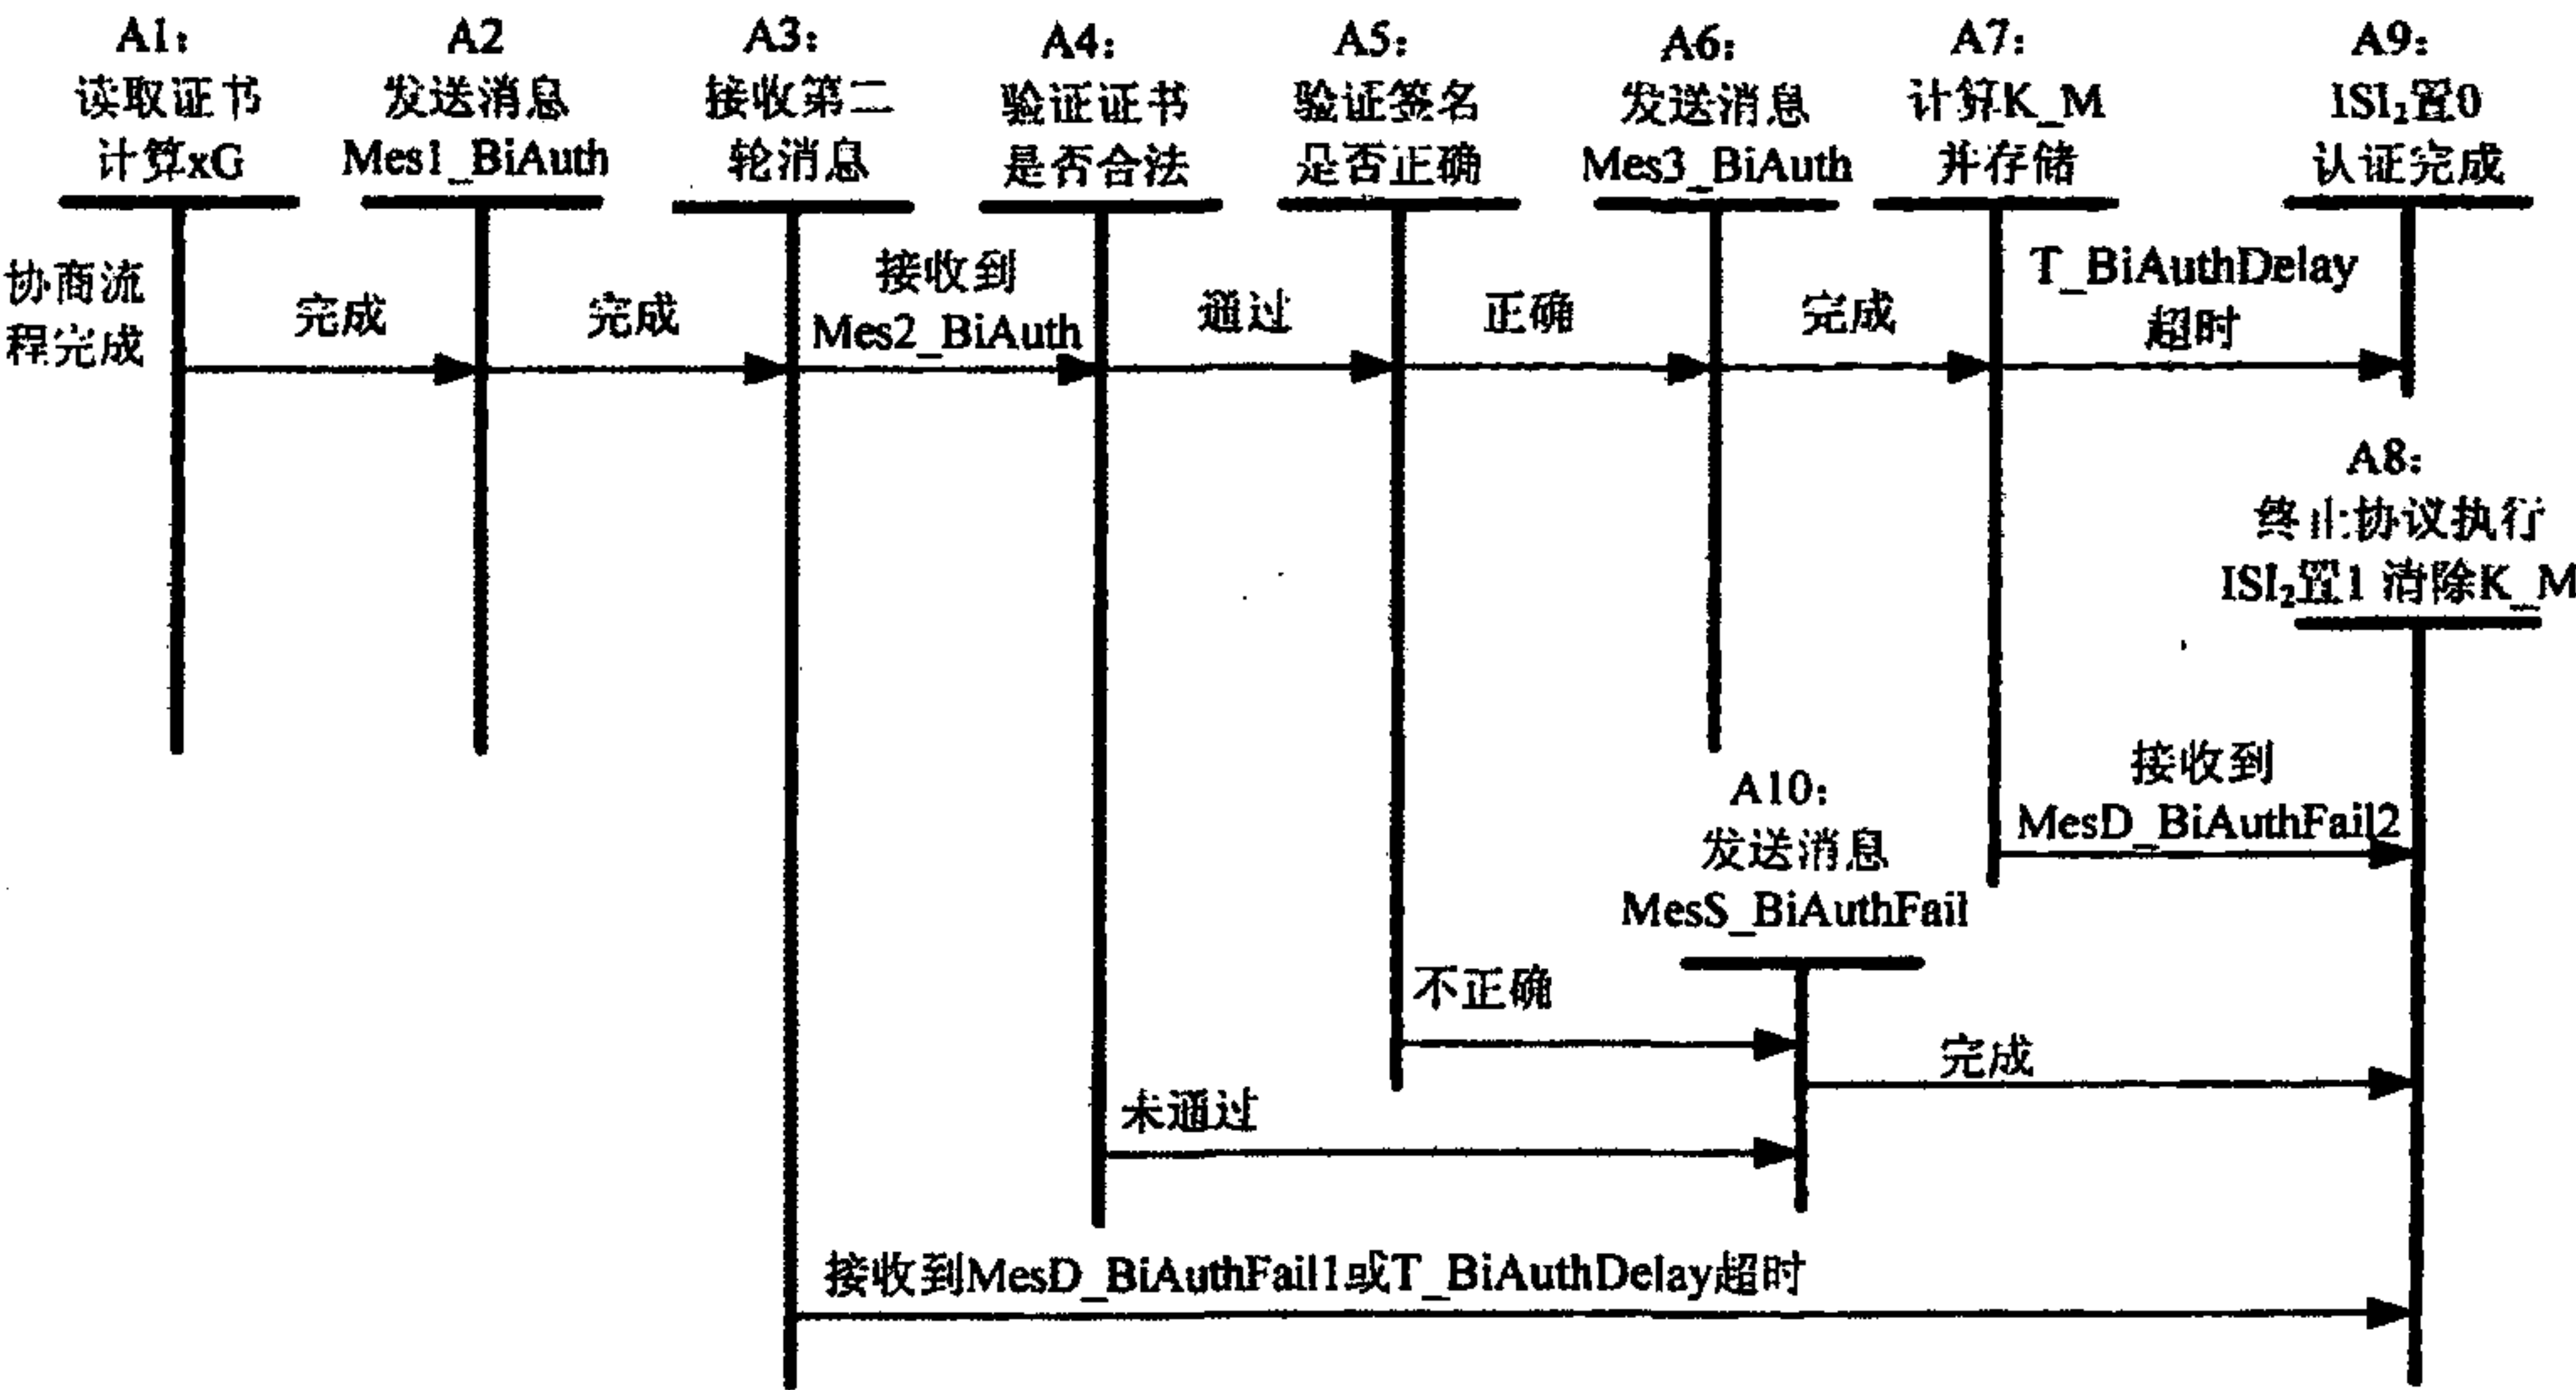 A1:
读取证书
计算xG
A2
发送消息
Mes1_BiAuth
A3:
接收第二
轮消息
A4:
验证证书
是否合法
A5:
验证签名
是否正确
A6:
发送消息
Mes3_BiAuth
A7:
计算K_M
并存储
A9:
ISI₂置0
认证完成
协商流
程完成
完成
完成
接收到
Mes2_BiAuth
通过
正确
完成
T_BiAuthDelay
超时
A8:
终止协议执行
ISI₂置1 清除K_M
接收到
MesD_BiAuthFail2
A10:
发送消息
MesS_BiAuthFail
不正确
完成
未通过
接收到MesD_BiAuthFail1或T_BiAuthDelay超时